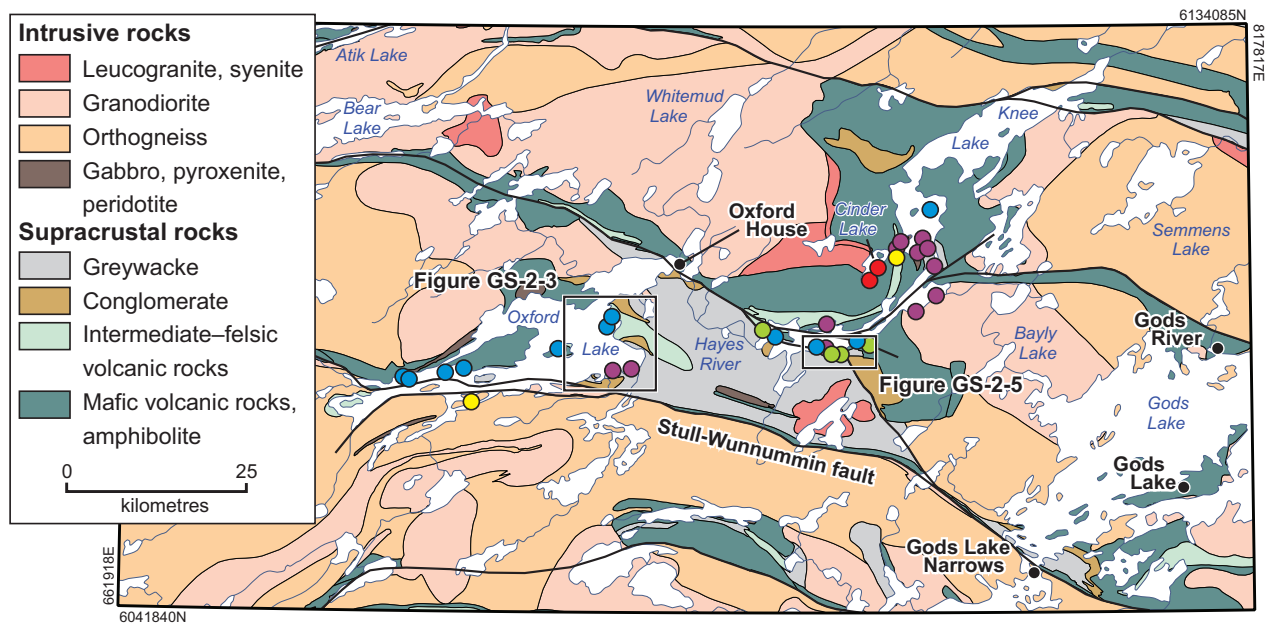 Intrusive rocks
Leucogranite, syenite
Granodiorite
Orthogneiss
Gabbro, pyroxenite,
peridotite
Supracrustal rocks
Greywacke
Conglomerate
Intermediate–felsic
volcanic rocks
Mafic volcanic rocks,
amphibolite
0 25
kilometres
6134085N
817817E
Atik Lake
Bear
Lake
Whitemud
Lake
Knee
Lake
Oxford
House
Cinder
Lake
Semmens
Lake
Figure GS-2-3
Oxford
Lake
Hayes
River
Bayly
Lake
Gods
River
Figure GS-2-5
Gods
Lake
Stull-Wunnummin fault
Gods
Lake
Gods Lake
Narrows
661918E
6041840N